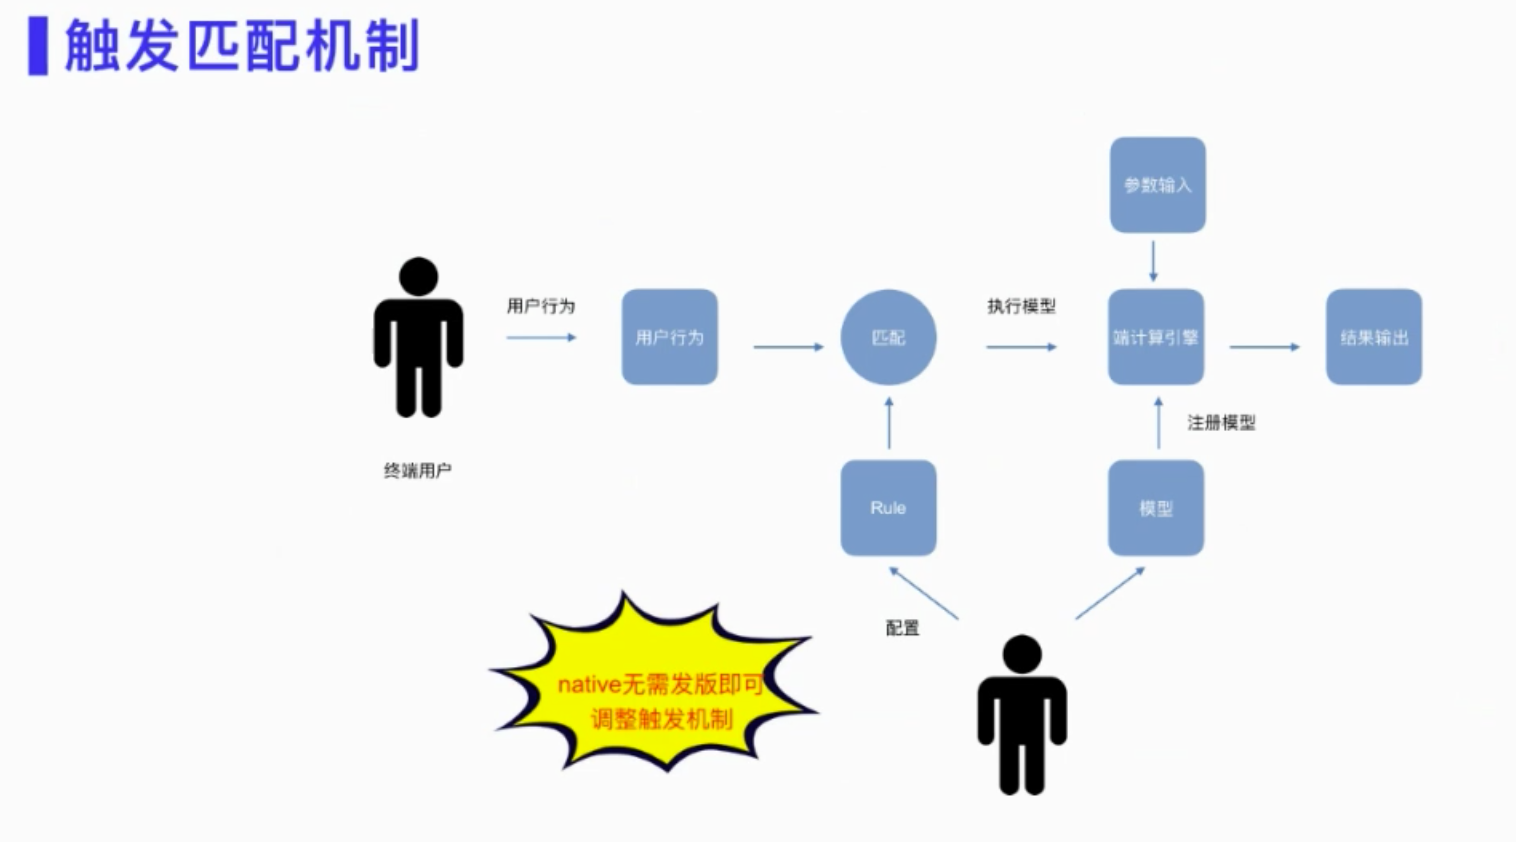 触发匹配机制
参数输入
用户行为
用户行为
匹配
执行模型
端计算引擎
结果输出
注册模型
终端用户
Rule
模型
配置
native无需发版即可
调整触发机制